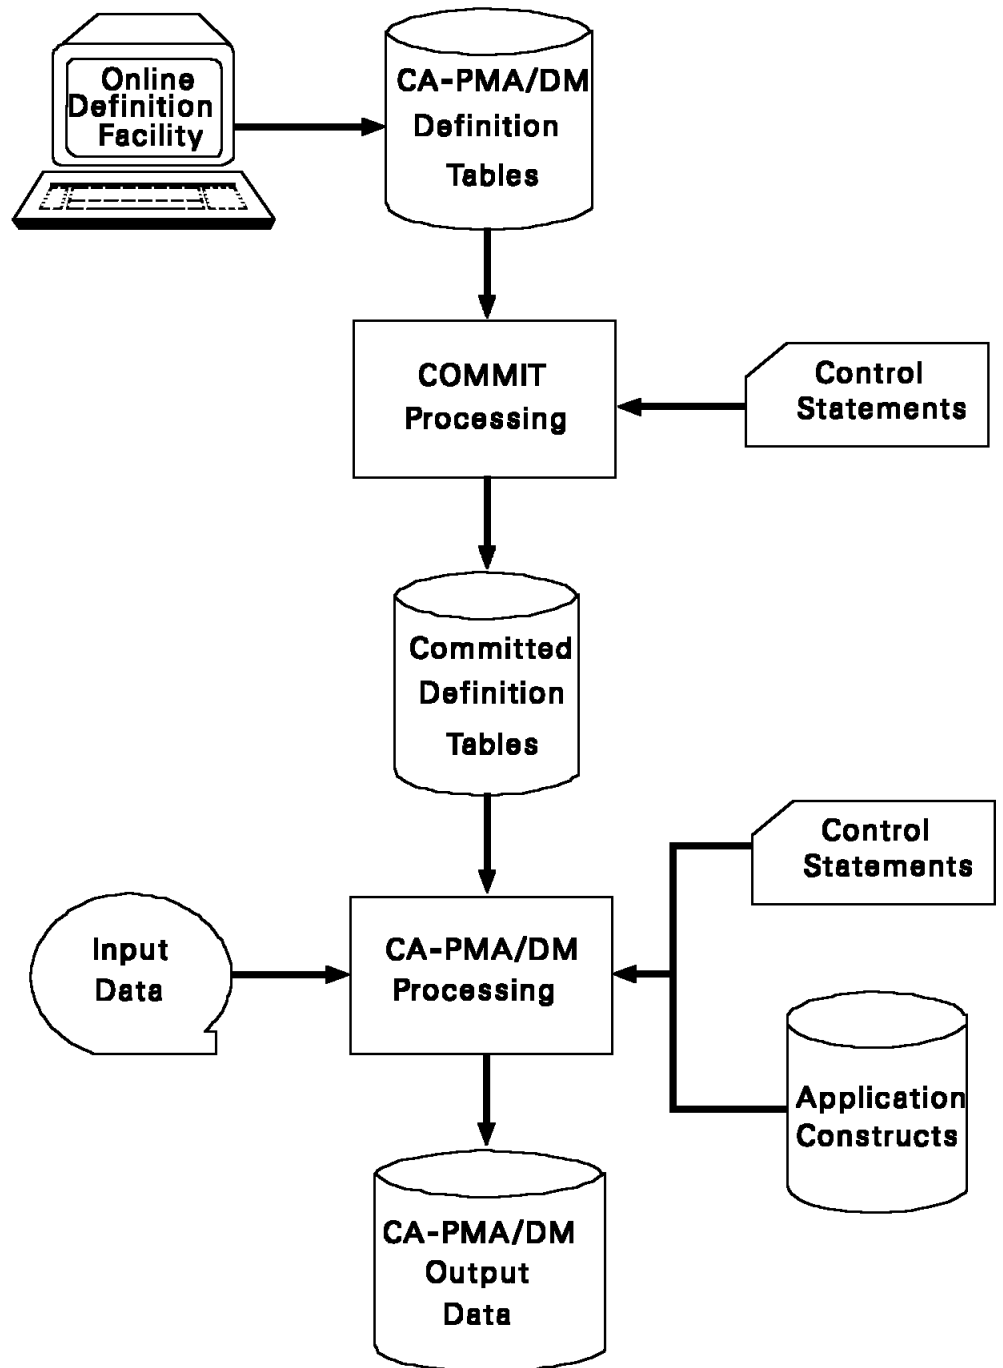 Online
Definition
Facility
CA-PMA/DM
Definition
Tables
COMMIT
Processing
Control
Statements
Committed
Definition
Tables
Control
Statements
Input
Data
CA-PMA/DM
Processing
Application
Constructs
CA-PMA/DM
Output
Data